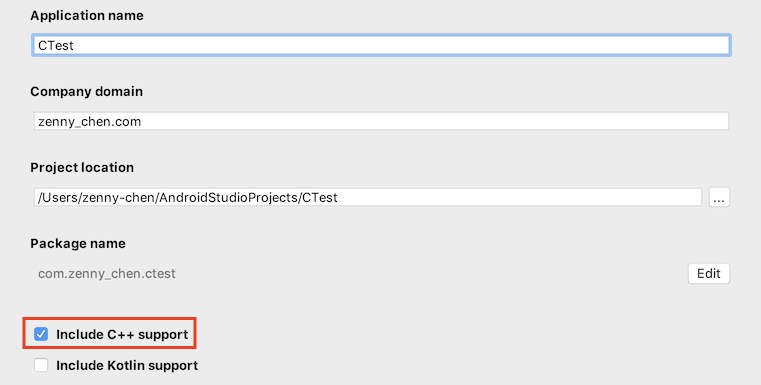 Application name
CTest
Company domain
zenny_chen.com
Project location
/Users/zenny-chen/AndroidStudioProjects/CTest
...
Package name
com.zenny_chen.ctest
Edit
Include C++ support
Include Kotlin support